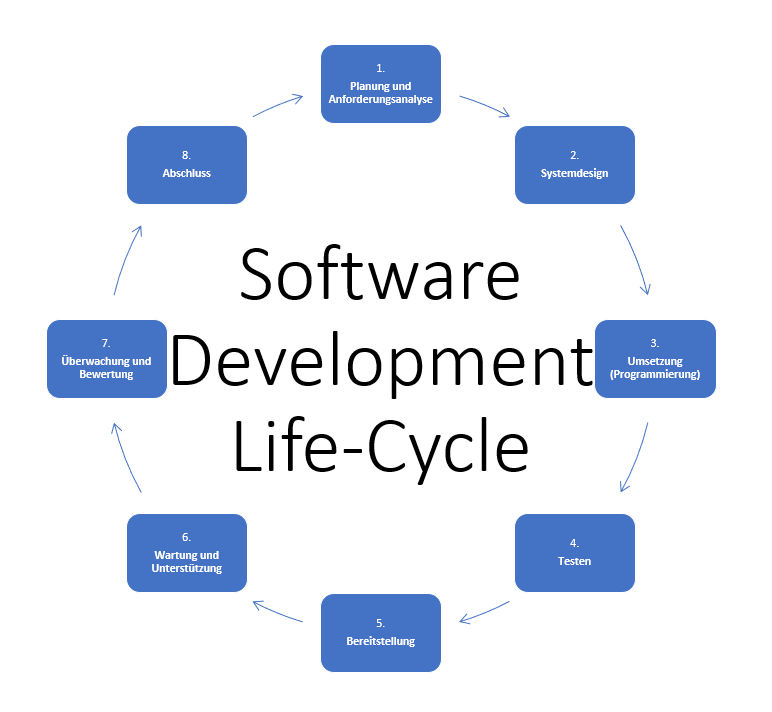 Software
Development
Life-Cycle
1.
Planung und
Anforderungsanalyse
2.
Systemdesign
3.
Umsetzung
(Programmierung)
4.
Testen
5.
Bereitstellung
6.
Wartung und
Unterstützung
7.
Überwachung und
Bewertung
8.
Abschluss